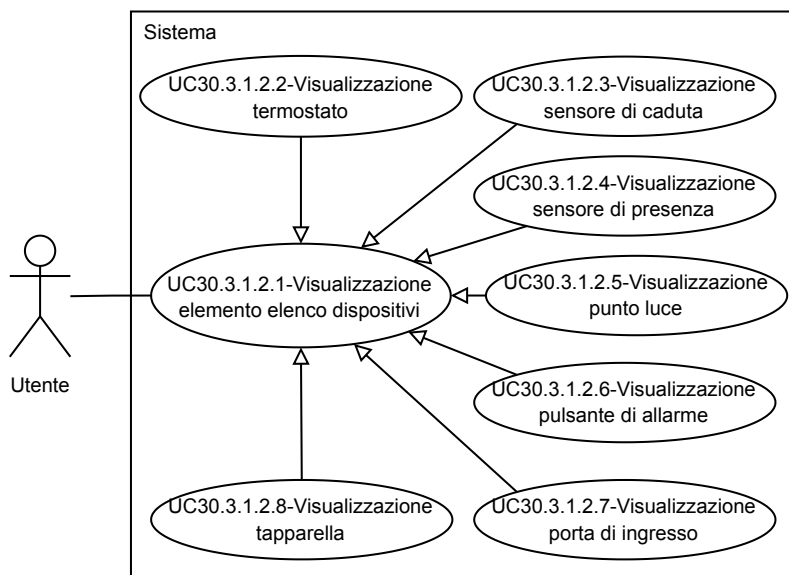 Sistema
UC30.3.1.2.2-Visualizzazione
termostato
UC30.3.1.2.3-Visualizzazione
sensore di caduta
UC30.3.1.2.4-Visualizzazione
sensore di presenza
UC30.3.1.2.1-Visualizzazione
elemento elenco dispositivi
UC30.3.1.2.5-Visualizzazione
punto luce
Utente
UC30.3.1.2.6-Visualizzazione
pulsante di allarme
UC30.3.1.2.8-Visualizzazione
tapparella
UC30.3.1.2.7-Visualizzazione
porta di ingresso